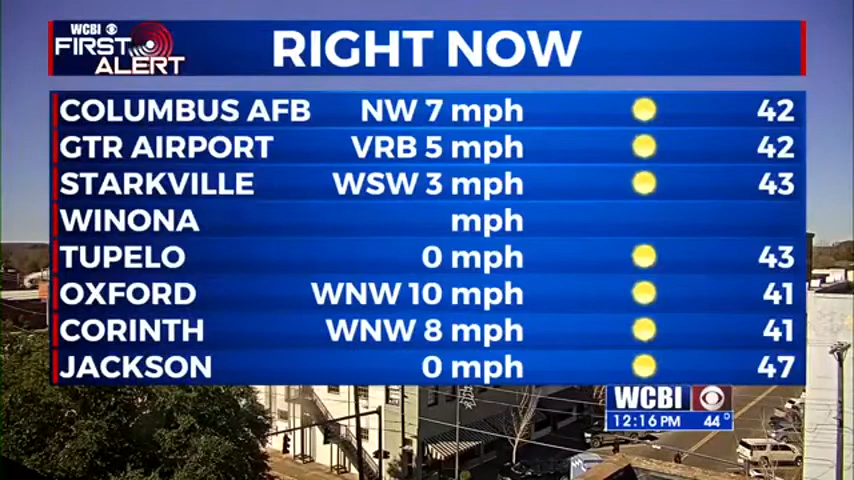 WCBI
FIRST
ALERT
RIGHT NOW
COLUMBUS AFB NW 7 mph 42
GTR AIRPORT VRB 5 mph 42
STARKVILLE WSW 3 mph 43
WINONA mph
TUPELO 0 mph 43
OXFORD WNW 10 mph 41
CORINTH WNW 8 mph 41
JACKSON 0 mph 47
WCBI
12:16 PM 44°